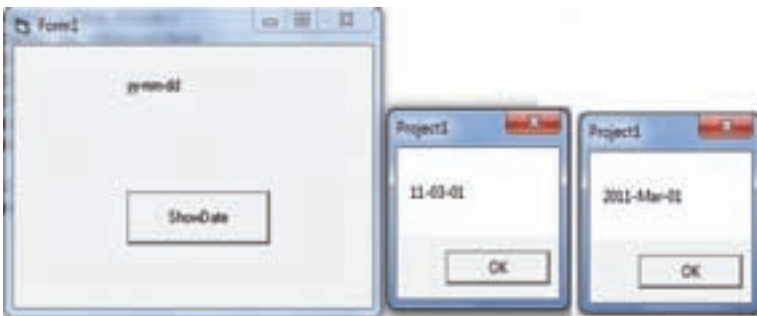 Form1
yy-mm-dd
ShowDate
Project1
11-03-01
OK
Project1
2011-Mar-01
OK